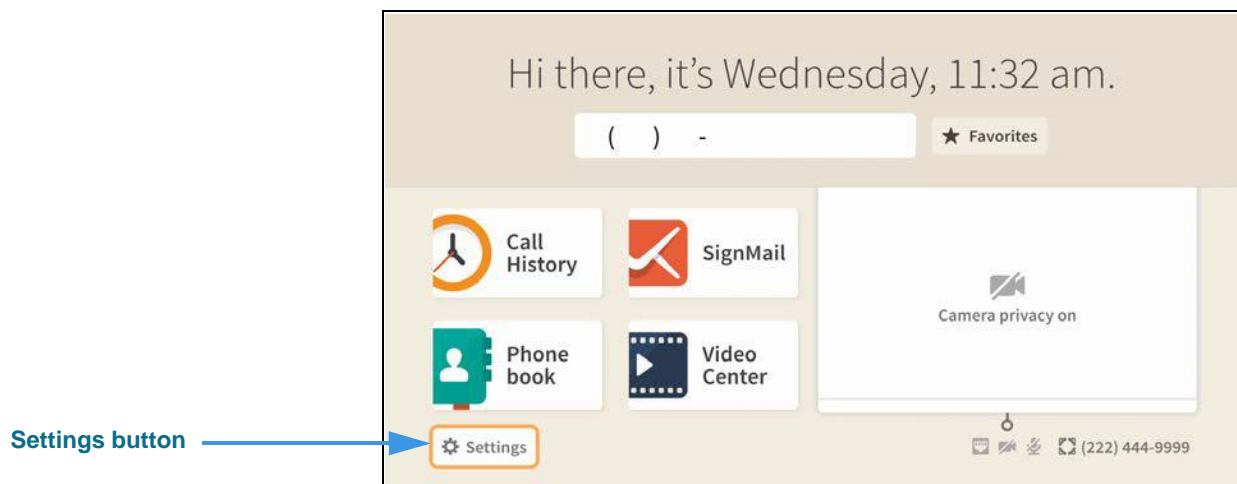 Hi there, it's Wednesday, 11:32 am.
( ) -
Favorites
Call
History
SignMail
Camera privacy on
Phone
book
Video
Center
Settings button
Settings
(222) 444-9999